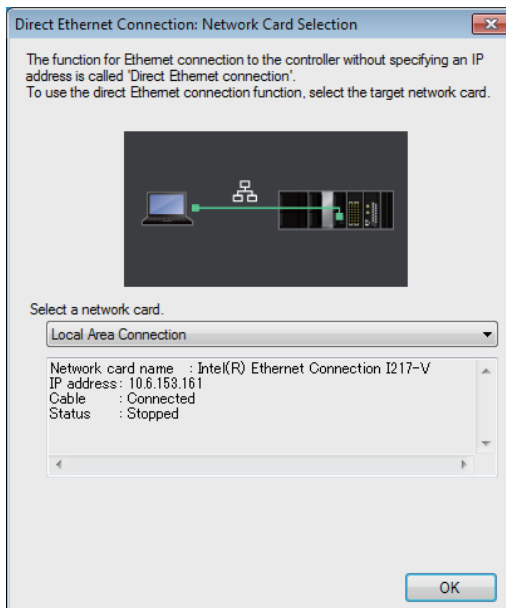 Direct Ethernet Connection: Network Card Selection
The function for Ethernet connection to the controller without specifying an IP
address is called 'Direct Ethernet connection'.
To use the direct Ethernet connection function, select the target network card.
Select a network card.
Local Area Connection
Network card name : Intel(R) Ethernet Connection I217-V
IP address : 10.6.153.161
Cable : Connected
Status : Stopped
OK